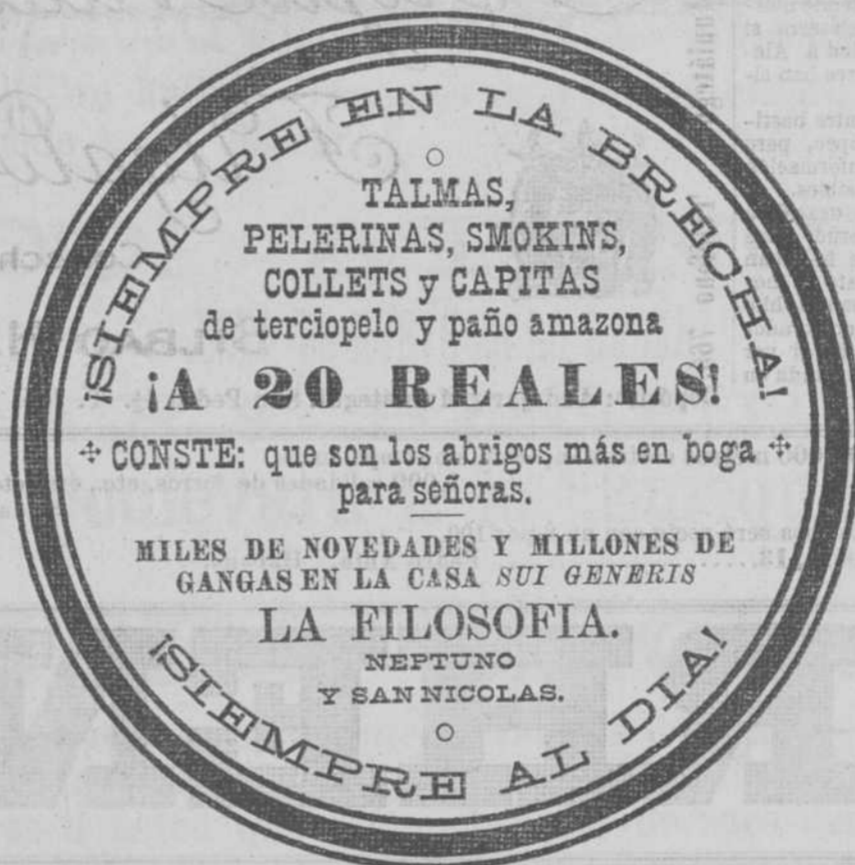 ¡SIEMPRE EN LA BRECHA!
TALMAS,
PELERINAS, SMOKINS,
COLLETS y CAPITAS
de terciopelo y paño amazona
¡A 20 REALES!
CONSTE: que son los abrigos más en boga
para señoras.
MILES DE NOVEDADES Y MILLONES DE
GANGAS EN LA CASA SUI GENERIS
LA FILOSOFIA.
NEPTUNO
Y SAN NICOLAS.
¡SIEMPRE AL DIA!